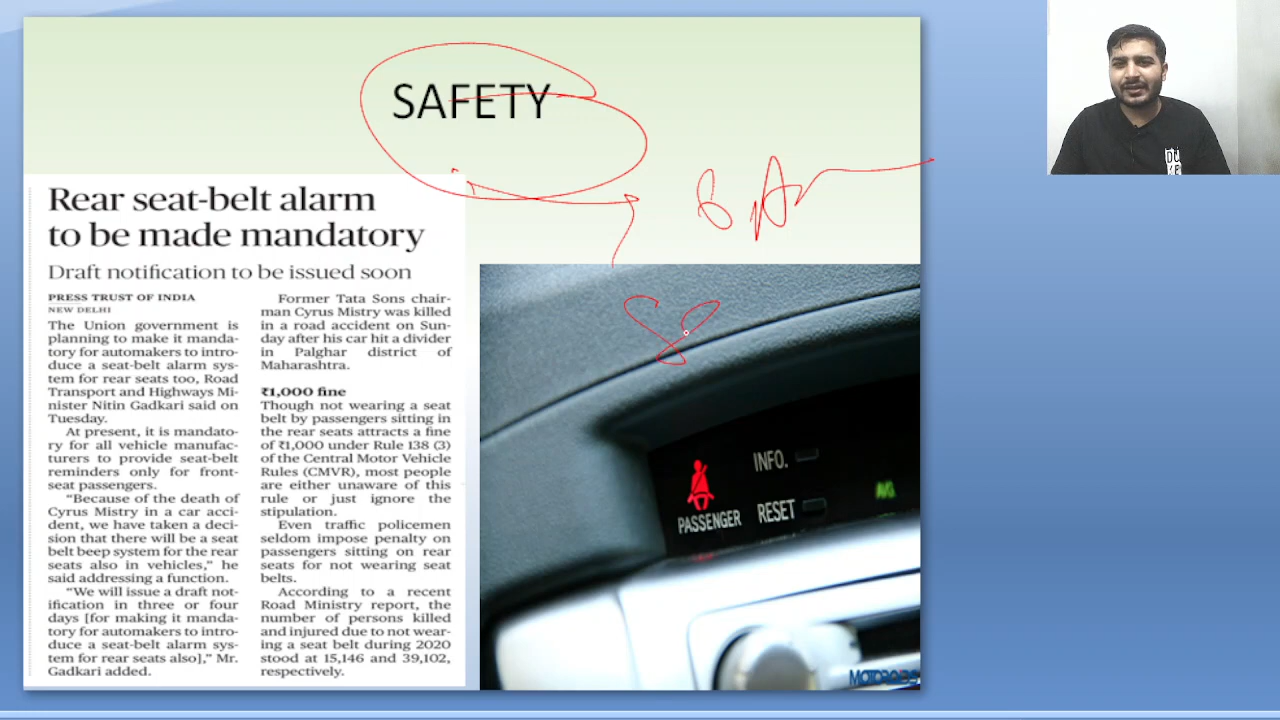 SAFETY
Rear seat-belt alarm
to be made mandatory
Draft notification to be issued soon
PRESS TRUST OF INDIA
NEW DELHI
The Union government is
planning to make it manda-
tory for automakers to intro-
duce a seat-belt alarm sys-
tem for rear seats too, Road
Transport and Highways Mi-
nister Nitin Gadkari said on
Tuesday.
At present, it is mandato-
ry for all vehicle manufac-
turers to provide seat-belt
reminders only for front-
seat passengers.
“Because of the death of
Cyrus Mistry in a car acci-
dent, we have taken a deci-
sion that there will be a seat
belt beep system for the rear
seats also in vehicles,” he
said addressing a function.
“We will issue a draft not-
ification in three or four
days [for making it manda-
tory for automakers to intro-
duce a seat-belt alarm sys-
tem for rear seats also],” Mr.
Gadkari added.
Former Tata Sons chair-
man Cyrus Mistry was killed
in a road accident on Sun-
day after his car hit a divider
in Palghar district of
Maharashtra.
₹1,000 fine
Though not wearing a seat
belt by passengers sitting in
the rear seats attracts a fine
of ₹1,000 under Rule 138 (3)
of the Central Motor Vehicle
Rules (CMVR), most people
are either unaware of this
rule or just ignore the
stipulation.
Even traffic policemen
seldom impose penalty on
passengers sitting on rear
seats for not wearing seat
belts.
According to a recent
Road Ministry report, the
number of persons killed
and injured due to not wear-
ing a seat belt during 2020
stood at 15,146 and 39,102,
respectively.
INFO.
PASSENGER RESET
AVG